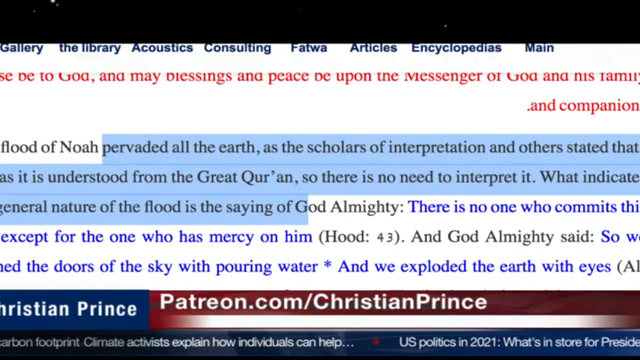 Gallery the library Acoustics Consulting Fatwa Articles Encyclopedias Main
se be to God, and may blessings and peace be upon the Messenger of God and his family
.and companion
flood of Noah pervaded all the earth, as the scholars of interpretation and others stated that
as it is understood from the Great Qur'an, so there is no need to interpret it. What indicate
general nature of the flood is the saying of God Almighty: There is no one who commits thi
except for the one who has mercy on him (Hood: 43). And God Almighty said: So we
ned the doors of the sky with pouring water * And we exploded the earth with eyes (Al
Christian Prince
Patreon.com/ChristianPrince
carbon footprint Climate activists explain how individuals can help... US politics in 2021: What's in store for Preside